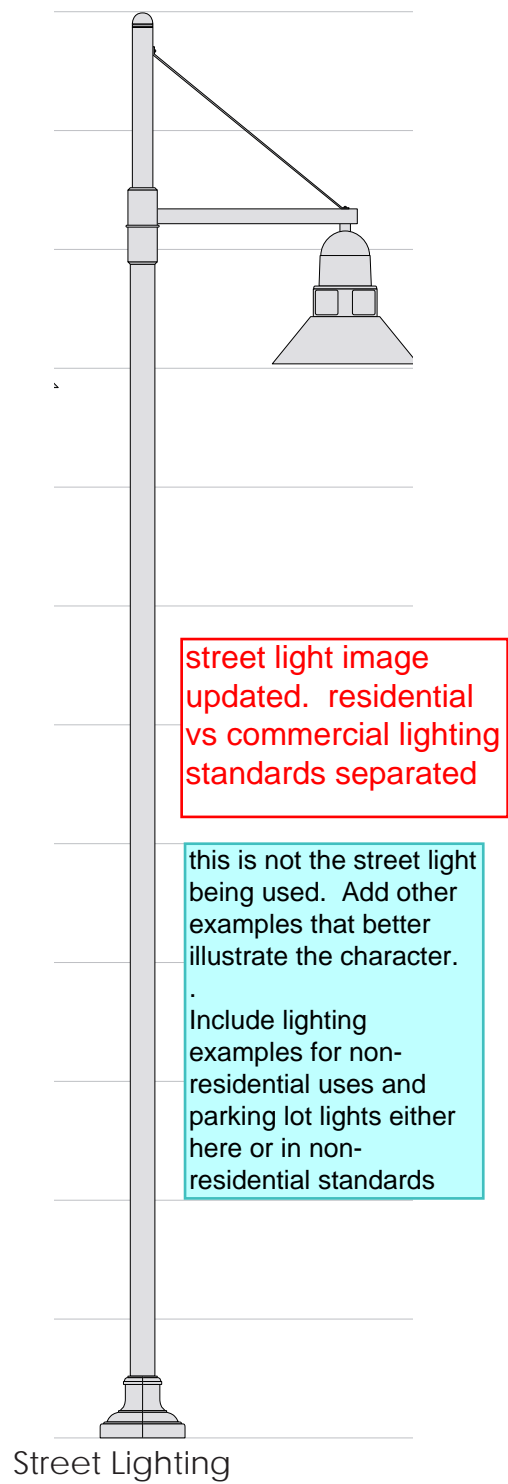 street light image
updated.  residential
vs commercial lighting
standards separated
this is not the street light
being used.  Add other
examples that better
illustrate the character.
.
Include lighting
examples for non-
residential uses and
parking lot lights either
here or in non-
residential standards
Street Lighting